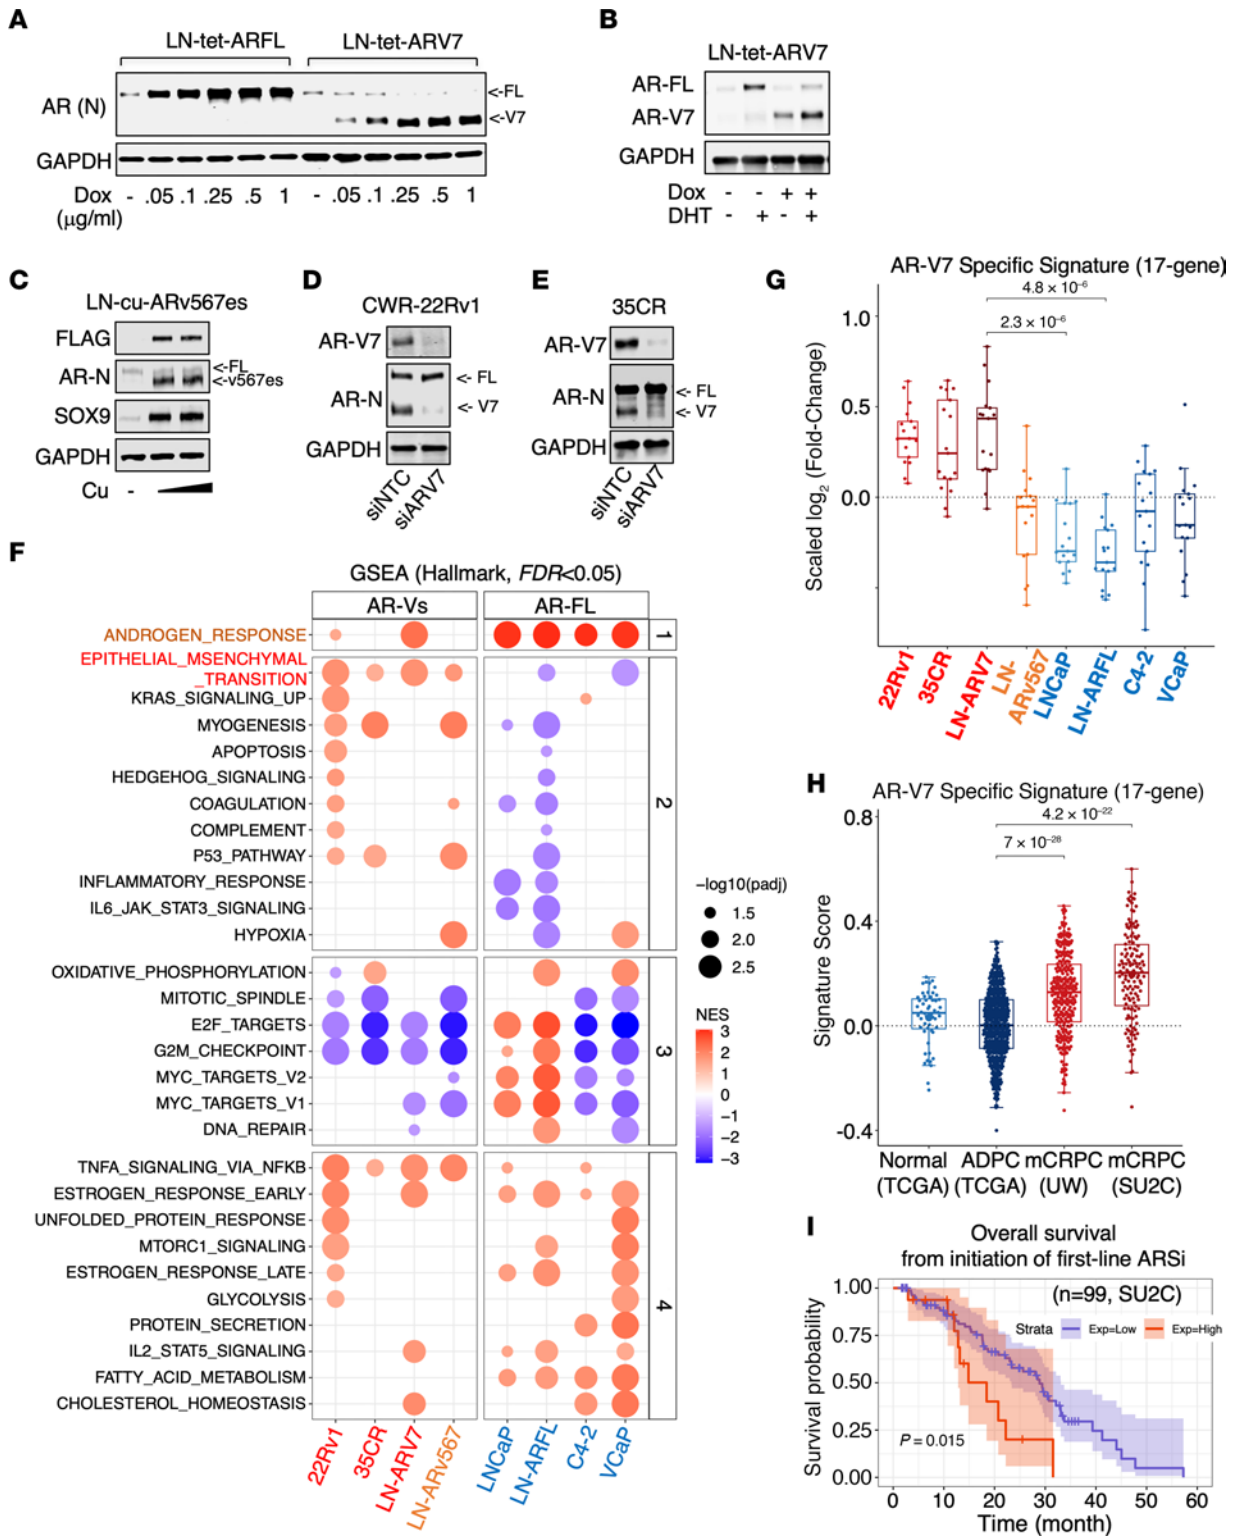 A
LN-tet-ARFL
LN-tet-ARV7
AR (N)
<-FL
<-V7
GAPDH
Dox - .05 .1 .25 .5 1 - .05 .1 .25 .5 1
(μg/ml)
B
LN-tet-ARV7
AR-FL
AR-V7
GAPDH
Dox - - + +
DHT - + - +
C
LN-cu-ARv567es
FLAG
AR-N
<-FL
<-v567es
SOX9
GAPDH
Cu -
D
CWR-22Rv1
AR-V7
AR-N
<- FL
<- V7
GAPDH
siNTC
siARV7
E
35CR
AR-V7
AR-N
<- FL
<- V7
GAPDH
siNTC
siARV7
F
GSEA (Hallmark, FDR<0.05)
AR-Vs
AR-FL
ANDROGEN_RESPONSE
1
EPITHELIAL_MSENCHYMAL
_TRANSITION
KRAS_SIGNALING_UP
MYOGENESIS
APOPTOSIS
HEDGEHOG_SIGNALING
COAGULATION
COMPLEMENT
P53_PATHWAY
INFLAMMATORY_RESPONSE
IL6_JAK_STAT3_SIGNALING
HYPOXIA
2
OXIDATIVE_PHOSPHORYLATION
MITOTIC_SPINDLE
E2F_TARGETS
G2M_CHECKPOINT
MYC_TARGETS_V2
MYC_TARGETS_V1
DNA_REPAIR
3
TNFA_SIGNALING_VIA_NFKB
ESTROGEN_RESPONSE_EARLY
UNFOLDED_PROTEIN_RESPONSE
MTORC1_SIGNALING
ESTROGEN_RESPONSE_LATE
GLYCOLYSIS
PROTEIN_SECRETION
IL2_STAT5_SIGNALING
FATTY_ACID_METABOLISM
CHOLESTEROL_HOMEOSTASIS
4
22Rv1
35CR
LN-ARV7
LN-ARv567
LNCaP
LN-ARFL
C4-2
VCaP
-log10(padj)
1.5
2.0
2.5
NES
3
2
1
0
-1
-2
-3
G
AR-V7 Specific Signature (17-gene)
4.8 × 10⁻⁶
2.3 × 10⁻⁶
Scaled log₂ (Fold-Change)
1.0
0.5
0.0
22Rv1
35CR
LN-ARV7
LN-
ARv567
LNCaP
LN-ARFL
C4-2
VCaP
H
AR-V7 Specific Signature (17-gene)
4.2 × 10⁻²²
7 × 10⁻²⁸
Signature Score
0.8
0.4
0.0
-0.4
Normal ADPC mCRPC mCRPC
(TCGA) (TCGA) (UW) (SU2C)
I
Overall survival
from initiation of first-line ARSi
(n=99, SU2C)
Strata Exp=Low Exp=High
Survival probability
1.00
0.75
0.50
0.25
0.00
P = 0.015
0 10 20 30 40 50 60
Time (month)